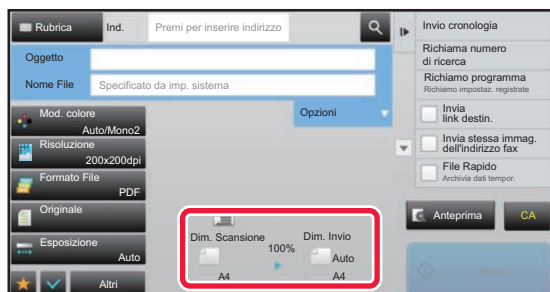 Rubrica
Ind.
Premi per inserire indirizzo
Oggetto
Nome File
Specificato da imp. sistema
Mod. colore
Auto/Mono2
Risoluzione
200x200dpi
Formato File
PDF
Originale
Esposizione
Auto
Altri
Opzioni
Dim. Scansione
100%
Dim. Invio
Auto
A4
A4
Invio cronologia
Richiama numero
di ricerca
Richiamo programma
Richiamo impostaz. registrate
Invia
link destin.
Invia stessa immag.
dell'indirizzo fax
File Rapido
Archivia dati tempor.
Anteprima
CA